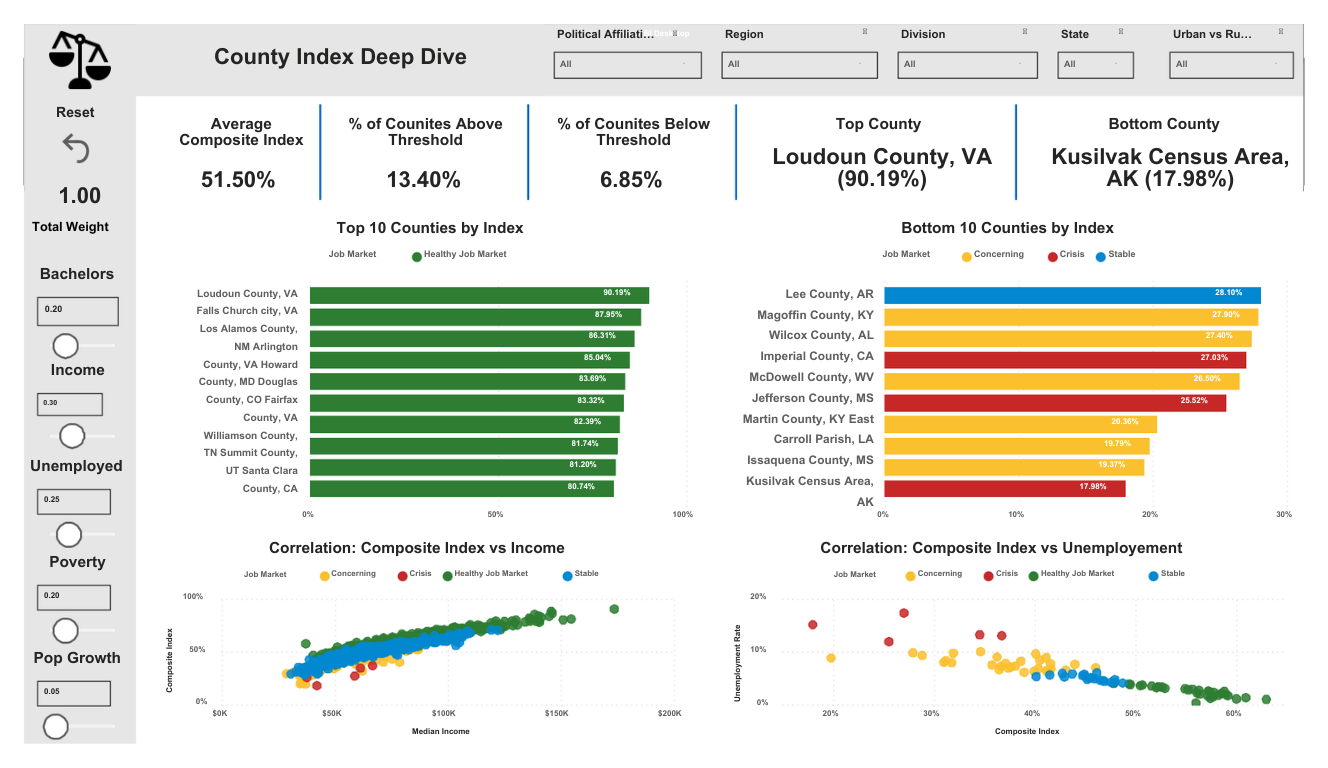 County Index Deep Dive
Political Affiliati...
Region
Division
State
Urban vs Ru...
All
All
All
All
All
Reset
1.00
Total Weight
Bachelors
0.20
Income
0.30
Unemployed
0.25
Poverty
0.20
Pop Growth
0.05
Average
Composite Index
51.50%
% of Counites Above
Threshold
13.40%
% of Counites Below
Threshold
6.85%
Top County
Loudoun County, VA
(90.19%)
Bottom County
Kusilvak Census Area,
AK (17.98%)
Top 10 Counties by Index
Job Market
Healthy Job Market
Loudoun County, VA
Falls Church city, VA
Los Alamos County,
NM Arlington
County, VA Howard
County, MD Douglas
County, CO Fairfax
County, VA
Williamson County,
TN Summit County,
UT Santa Clara
County, CA
90.19%
87.95%
86.31%
85.04%
83.69%
83.32%
82.39%
81.74%
81.20%
80.74%
0%
50%
100%
Bottom 10 Counties by Index
Job Market
Concerning
Crisis
Stable
Lee County, AR
Magoffin County, KY
Wilcox County, AL
Imperial County, CA
McDowell County, WV
Jefferson County, MS
Martin County, KY East
Carroll Parish, LA
Issaquena County, MS
Kusilvak Census Area,
AK
28.10%
27.90%
27.40%
27.03%
26.50%
25.52%
20.36%
19.79%
19.37%
17.98%
0%
10%
20%
30%
Correlation: Composite Index vs Income
Job Market
Concerning
Crisis
Healthy Job Market
Stable
Composite Index
100%
50%
0%
$0K
$50K
$100K
$150K
$200K
Median Income
Correlation: Composite Index vs Unemployement
Job Market
Concerning
Crisis
Healthy Job Market
Stable
Unemployment Rate
20%
10%
0%
20%
30%
40%
50%
60%
Composite Index